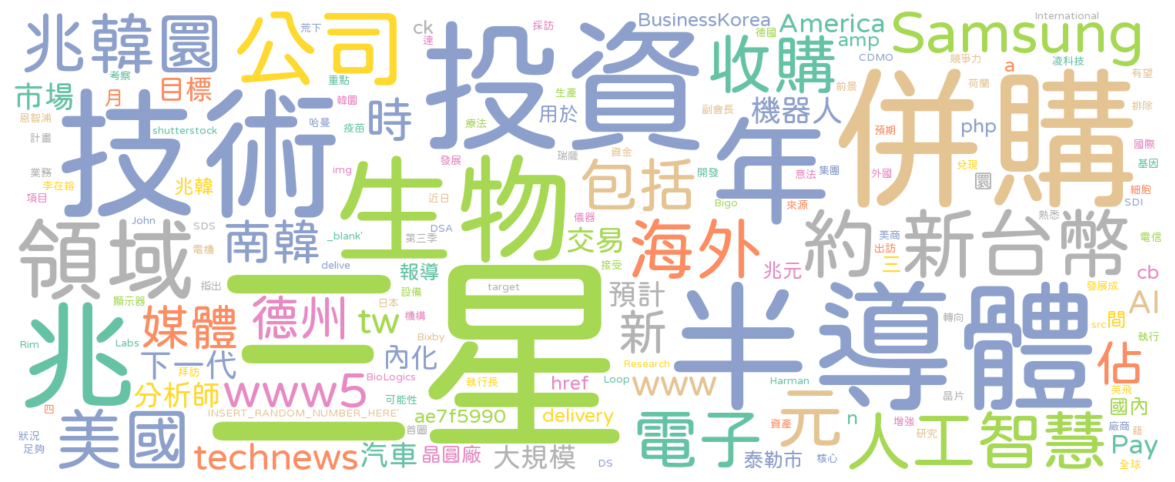 兆韓圜
荒下
公司
ck
採訪
連
BusinessKorea
德國
America
amp
Samsung
International
凌科技
考察
重點
投資
收購
CDMO
競爭力
a
市場
月
目標
韓圓
生產
副會長
前景
荷蘭
有望
恩智浦
技術
時
用於
機器人
年
併購
排除
計畫
shutterstock
哈曼
疫苗
療法
預期
php
國際
業務
李在鎔
兆韓
img
生物
發展
瑞薩
資金
包括
開發
意法
集團
外國
兌現
基因
項目
近日
來源
圜
細胞
SDI
John
SDS
_blank'
DSA
儀器
Bigo
熟悉
領域
電機
南韓
第三季
交易
海外
約
美商
出訪
新台幣
電信
delive
接受
指出
報導
設備
三星
target
兆元
三
發展成
cb
顯示器
媒體
德州
日本
機構
tw
預計
新
半導體
轉向
AI
src
間
兆
Rim
Labs
下一代
內化
Bixby
執行
拜訪
BioLogics
執行長
Research
佔
分析師
www5
可能性
href
Loop
www
Harman
晶片
英飛
四
INSERT_RANDOM_NUMBER_HERE'
ae7f5990
delivery
資產
元
n
增強
國內
狀況
足夠
美國
首圖
電子
研究
人工智慧
廠商
藉
Pay
technews
汽車
晶圓廠
大規模
DS
泰勒市
核心
全球